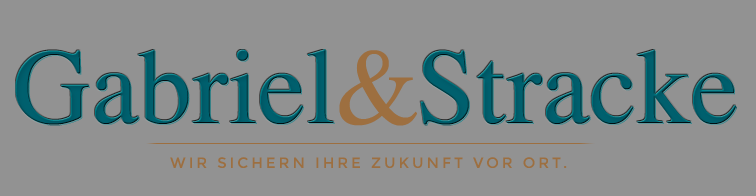 Gabriel&Stracke
WIR SICHERN IHRE ZUKUNFT VOR ORT.